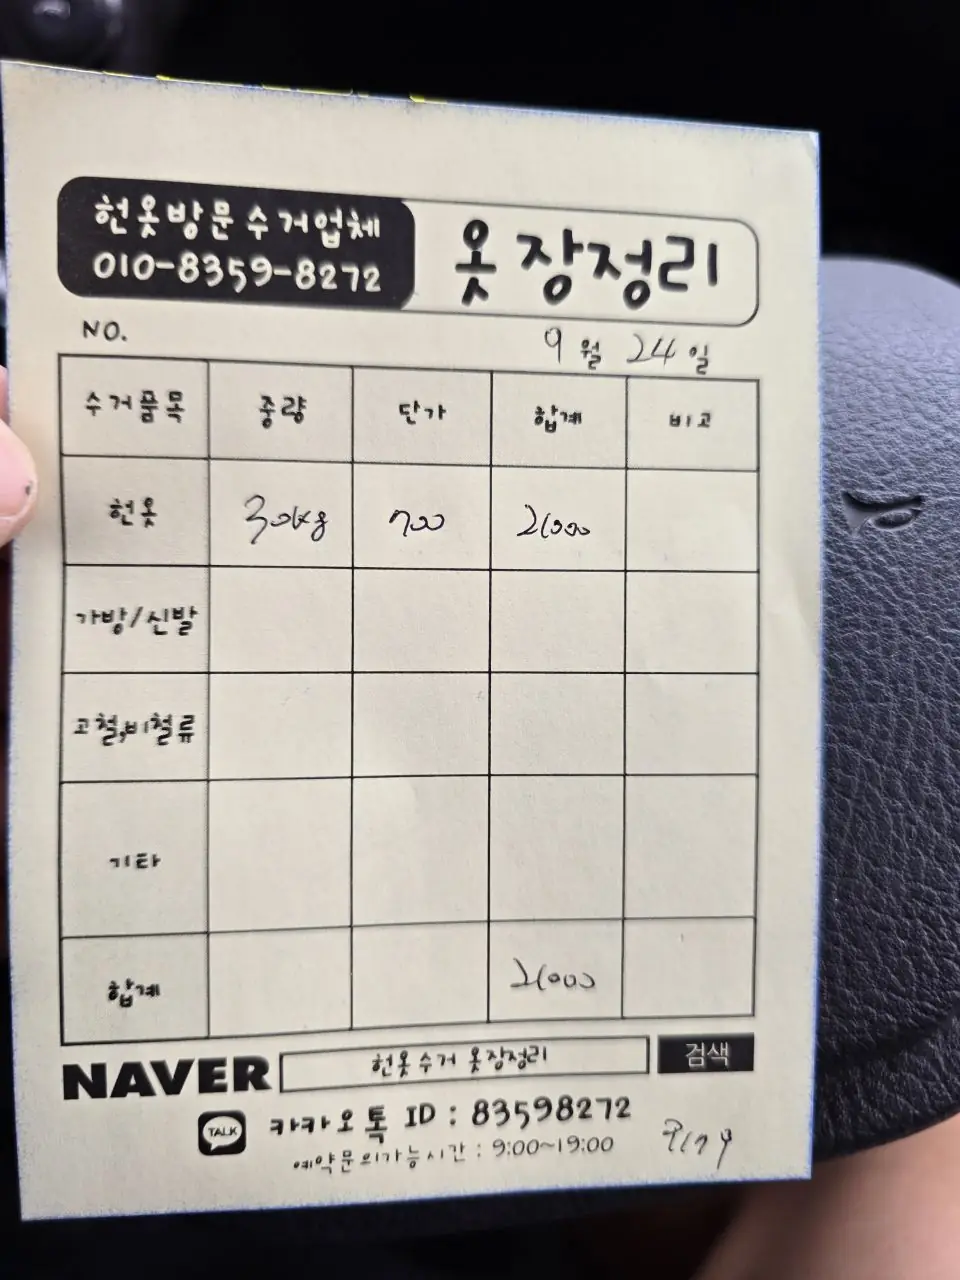 헌옷방문수거업체
010-8359-8272
옷장정리
NO.
9월 24일
수거품목 중량 단가 합계 비고
헌옷 30kg 700 21000
가방/신발
고철,비철류
기타
합계 21000
NAVER 헌옷수거 옷장정리 검색
TALK 카카오톡 ID : 83598272
예약문의가능시간 : 9:00~19:00